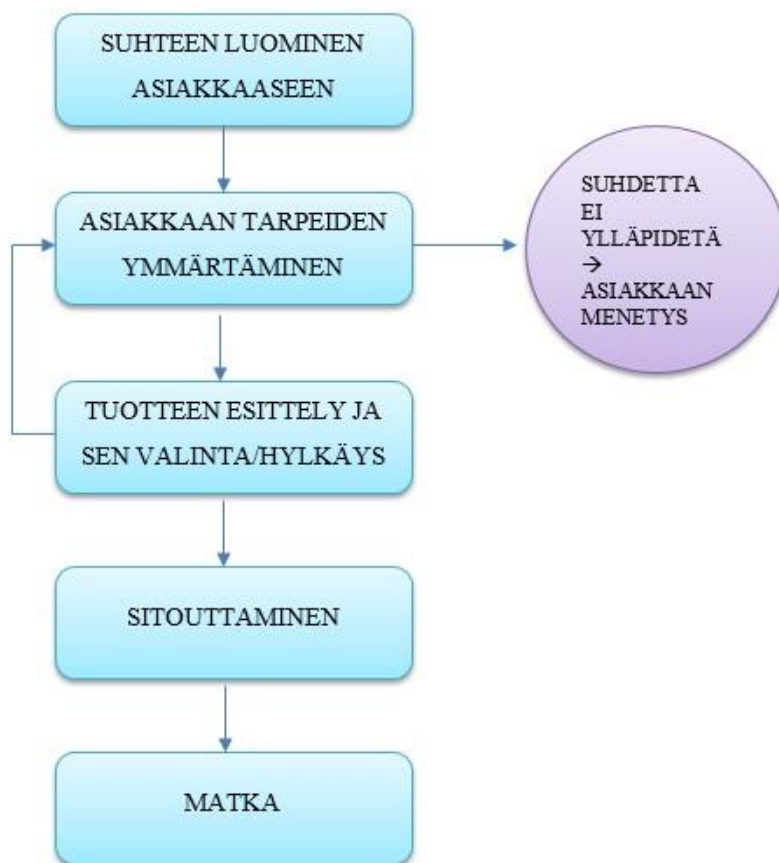 SUHTEEN LUOMINEN
ASIAKKAASEEN
ASIAKKAAN TARPEIDEN
YMMÄRTÄMINEN
SUHDETTA
EI
YLLÄPIDETÄ
→
ASIAKKAAN
MENETYS
TUOTTEEN ESITTELY JA
SEN VALINTA/HYLKÄYS
SITOUTTAMINEN
MATKA